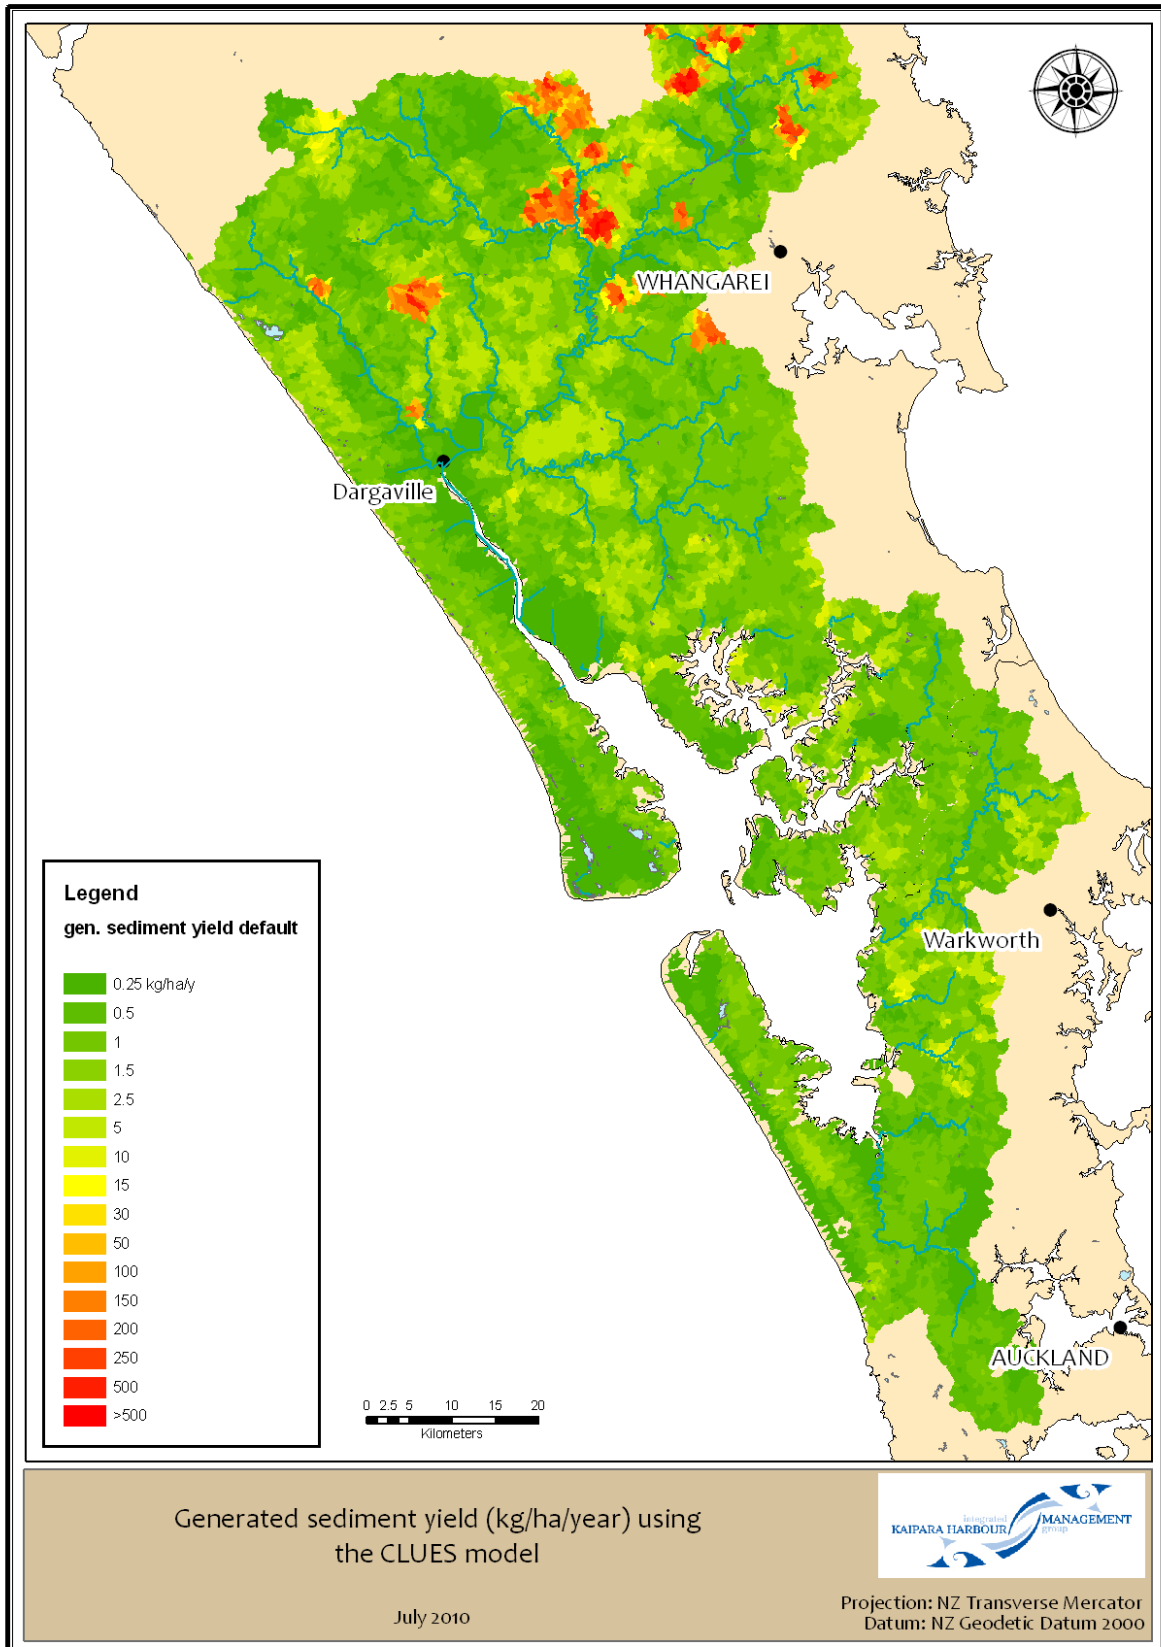 WHANGAREI
Dargaville
Warkworth
AUCKLAND
Legend
gen. sediment yield default
0.25 kg/ha/y
0.5
1
1.5
2.5
5
10
15
30
50
100
150
200
250
500
>500
0 2.5 5 10 15 20
Kilometers
Generated sediment yield (kg/ha/year) using
the CLUES model
July 2010
integrated
KAIPARA HARBOUR MANAGEMENT
group
Projection: NZ Transverse Mercator
Datum: NZ Geodetic Datum 2000